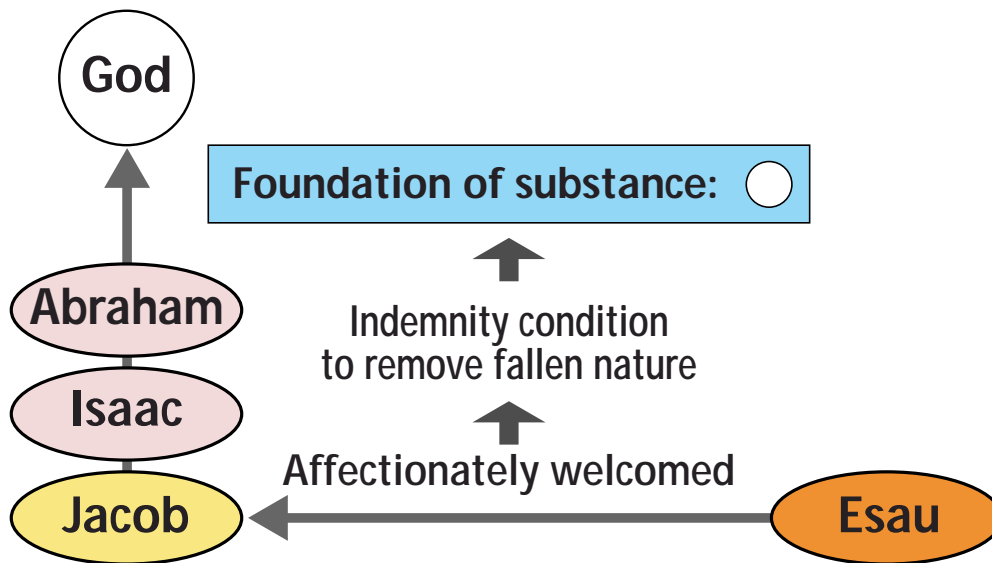 God
Foundation of substance:
Abraham
Indemnity condition
to remove fallen nature
Isaac
Affectionately welcomed
Jacob
Esau